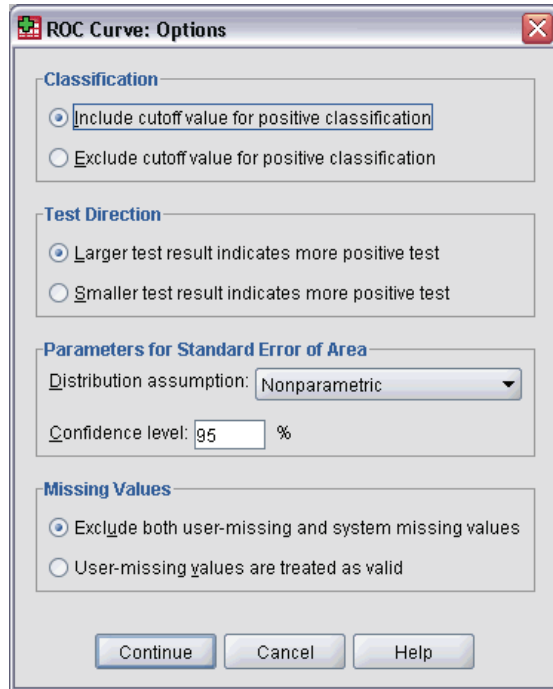 ROC Curve: Options
Classification
Include cutoff value for positive classification
Exclude cutoff value for positive classification
Test Direction
Larger test result indicates more positive test
Smaller test result indicates more positive test
Parameters for Standard Error of Area
Distribution assumption: Nonparametric
Confidence level: 95 %
Missing Values
Exclude both user-missing and system missing values
User-missing values are treated as valid
Continue Cancel Help